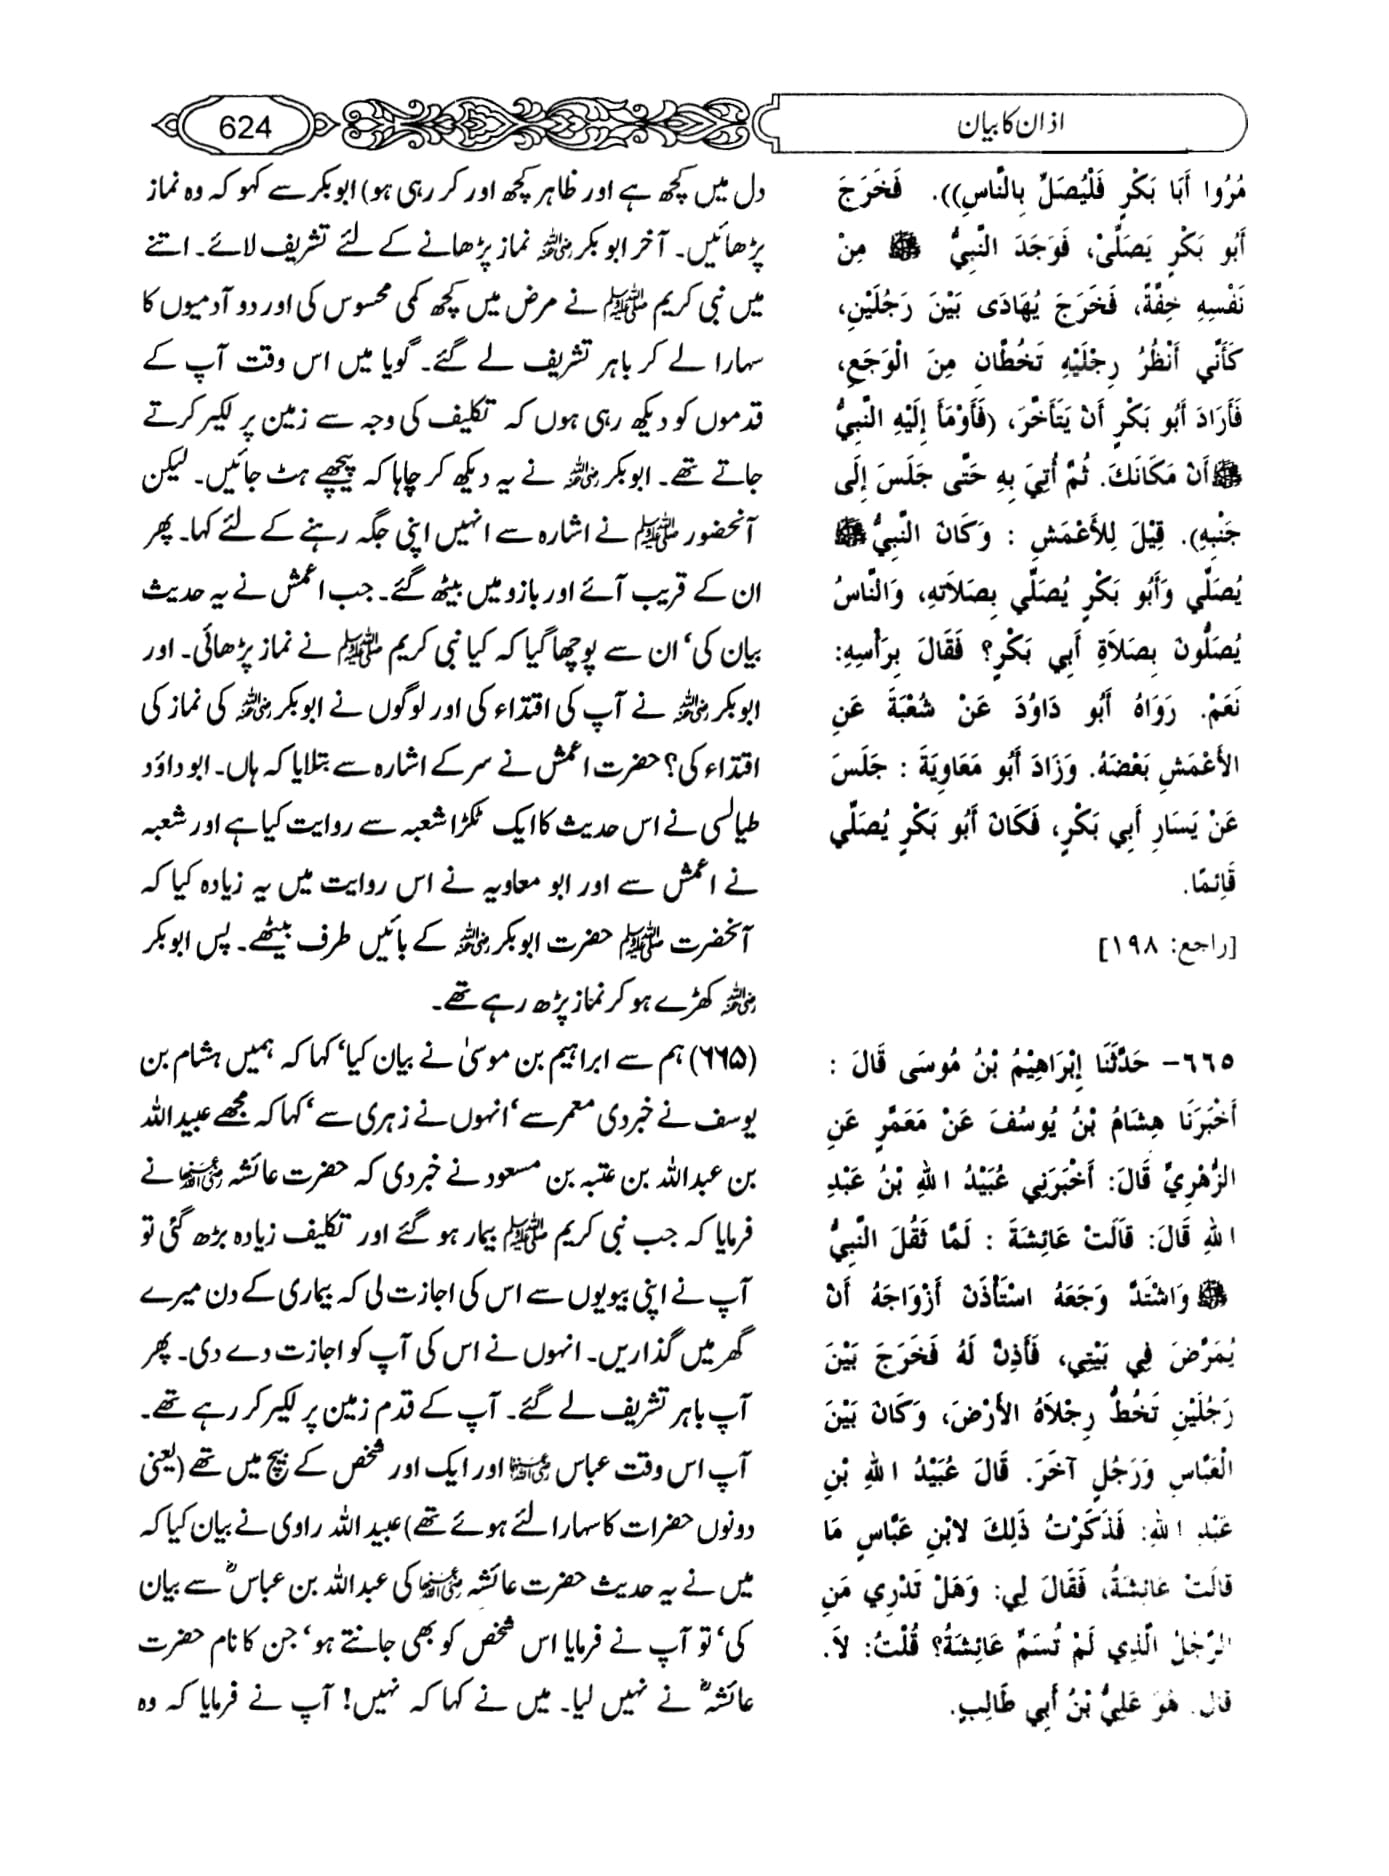 اذان کا بیان
624
مُرُوا أَبَا بَكْرٍ فَلْيُصَلِّ بِالنَّاسِ)). فَخَرَجَ
أَبُو بَكْرٍ يَصَلَّى، فَوَجَدَ النَّبِيُّ ﷺ مِنْ
نَفْسِهِ خِفَّةً، فَخَرَجَ يُهَادَى بَيْنَ رَجُلَيْنِ،
كَأَنِّي أَنْظُرُ رِجْلَيْهِ تَخُطَّانِ مِنَ الْوَجَعِ،
فَأَرَادَ أَبُو بَكْرٍ أَنْ يَتَأَخَّرَ، (فَأَوْمَأَ إِلَيْهِ النَّبِيُّ
ﷺ أَنْ مَكَانَكَ. ثُمَّ أُتِيَ بِهِ حَتَّى جَلَسَ إِلَى
جَنْبِهِ). قِيْلَ لِلأَعْمَشِ : وَكَانَ النَّبِيُّ ﷺ
يُصَلِّي وَأَبُو بَكْرٍ يُصَلِّي بِصَلاَتِهِ، وَالنَّاسُ
يُصَلُّونَ بِصَلاَةِ أَبِي بَكْرٍ؟ فَقَالَ بِرَأْسِهِ:
نَعَمْ. رَوَاهُ أَبُو دَاوُدَ عَنْ شُعْبَةَ عَنِ
الأَعْمَشِ بَعْضَهُ. وَزَادَ أَبُو مَعَاوِيَةَ : جَلَسَ
عَنْ يَسَارِ أَبِي بَكْرٍ، فَكَانَ أَبُو بَكْرٍ يُصَلِّي
قَائِمًا.
[راجع: ١٩٨]
٦٦٥- حَدَّثَنَا إِبْرَاهِيْمُ بْنُ مُوسَى قَالَ :
أَخْبَرَنَا هِشَامُ بْنُ يُوسُفَ عَنْ مَعَمَّرٍ عَنِ
الزُّهْرِيِّ قَالَ: أَخْبَرَنِي عُبَيْدُ اللهِ بْنُ عَبْدِ
اللهِ قَالَ: قَالَتْ عَائِشَةَ : لَمَّا ثَقُلَ النَّبِيُّ
ﷺ وَاشْتَدَّ وَجَعَهُ اسْتَأْذَنَ أَزْوَاجَهُ أَنْ
يُمَرَّضَ فِي بَيْتِي، فَأَذِنَّ لَهُ فَخَرَجَ بَيْنَ
رَجُلَيْنِ تَخُطُّ رِجْلاَهُ الأَرْضَ، وَكَانَ بَيْنَ
الْعَبَّاسِ وَرَجُلٍ آخَرَ. قَالَ عُبَيْدُ اللهِ بْنِ
عَبْدِ اللهِ: فَذَكَرْتُ ذَلِكَ لابْنِ عَبَّاسٍ مَا
قَالَتْ عَائِشَةُ، فَقَالَ لِي: وَهَلْ تَدْرِي مَنِ
الرَّجُلُ الَّذِي لَمْ تُسَمِّ عَائِشَةُ؟ قُلْتُ: لاَ.
قَالَ. هُوَ عَلِيُّ بْنُ أَبِي طَالِبٍ.
دل میں کچھ ہے اور ظاہر کچھ اور کر رہی ہو) ابوبکر سے کہو کہ وہ نماز
پڑھائیں۔ آخر ابوبکر رضی اللہ عنہ نماز پڑھانے کے لئے تشریف لائے۔ اتنے
میں نبی کریم ﷺ نے مرض میں کچھ کمی محسوس کی اور دو آدمیوں کا
سہارا لے کر باہر تشریف لے گئے۔ گویا میں اس وقت آپ کے
قدموں کو دیکھ رہی ہوں کہ تکلیف کی وجہ سے زمین پر لکیر کرتے
جاتے تھے۔ ابوبکر رضی اللہ عنہ نے یہ دیکھ کر چاہا کہ پیچھے ہٹ جائیں۔ لیکن
آنحضور ﷺ نے اشارہ سے انہیں اپنی جگہ رہنے کے لئے کہا۔ پھر
ان کے قریب آئے اور بازو میں بیٹھ گئے۔ جب اعمش نے یہ حدیث
بیان کی‘ ان سے پوچھا گیا کہ کیا نبی کریم ﷺ نے نماز پڑھائی۔ اور
ابوبکر رضی اللہ عنہ نے آپ کی اقتداء کی اور لوگوں نے ابوبکر رضی اللہ عنہ کی نماز کی
اقتداء کی؟ حضرت اعمش نے سر کے اشارہ سے بتلایا کہ ہاں۔ ابوداؤد
طیالسی نے اس حدیث کا ایک ٹکڑا شعبہ سے روایت کیا ہے اور شعبہ
نے اعمش سے اور ابو معاویہ نے اس روایت میں یہ زیادہ کیا کہ
آنحضرت ﷺ حضرت ابوبکر رضی اللہ عنہ کے بائیں طرف بیٹھے۔ پس ابوبکر
رضی اللہ عنہ کھڑے ہو کر نماز پڑھ رہے تھے۔
(۶۶۵) ہم سے ابراہیم بن موسیٰ نے بیان کیا‘ کہا کہ ہمیں ہشام بن
یوسف نے خبر دی معمر سے‘ انہوں نے زہری سے‘ کہا کہ مجھے عبیداللہ
بن عبداللہ بن عتبہ بن مسعود نے خبر دی کہ حضرت عائشہ رضی اللہ عنہا نے
فرمایا کہ جب نبی کریم ﷺ بیمار ہو گئے اور تکلیف زیادہ بڑھ گئی تو
آپ نے اپنی بیویوں سے اس کی اجازت لی کہ بیماری کے دن میرے
گھر میں گذاریں۔ انہوں نے اس کی آپ کو اجازت دے دی۔ پھر
آپ باہر تشریف لے گئے۔ آپ کے قدم زمین پر لکیر کر رہے تھے۔
آپ اس وقت عباس رضی اللہ عنہ اور ایک اور شخص کے بیچ میں تھے (یعنی
دونوں حضرات کا سہارا لئے ہوئے تھے) عبیداللہ راوی نے بیان کیا کہ
میں نے یہ حدیث حضرت عائشہ رضی اللہ عنہا کی عبداللہ بن عباسؓ سے بیان
کی‘ تو آپ نے فرمایا اس شخص کو بھی جانتے ہو‘ جن کا نام حضرت
عائشہؓ نے نہیں لیا۔ میں نے کہا کہ نہیں! آپ نے فرمایا کہ وہ